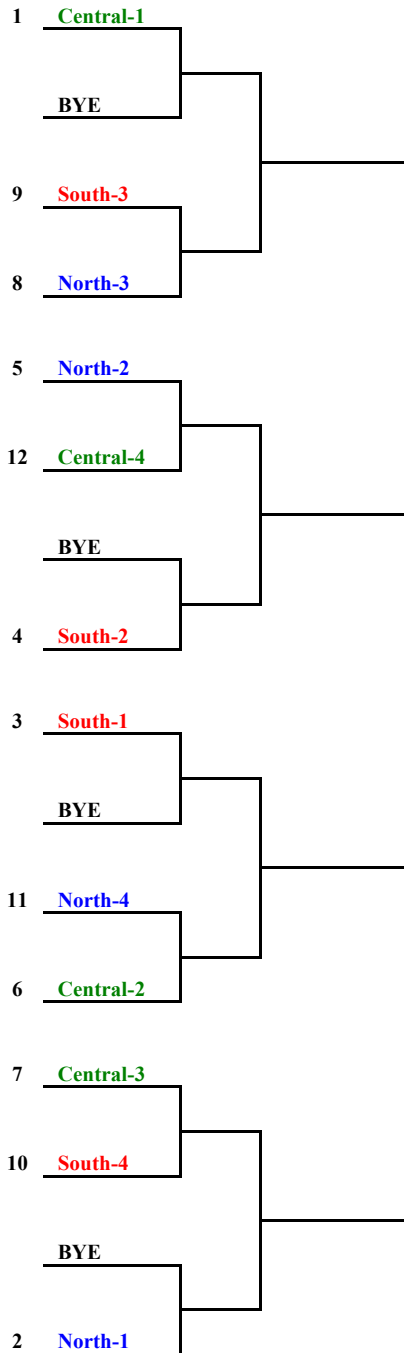 1 Central-1
BYE
9 South-3
8 North-3
5 North-2
12 Central-4
BYE
4 South-2
3 South-1
BYE
11 North-4
6 Central-2
7 Central-3
10 South-4
BYE
2 North-1